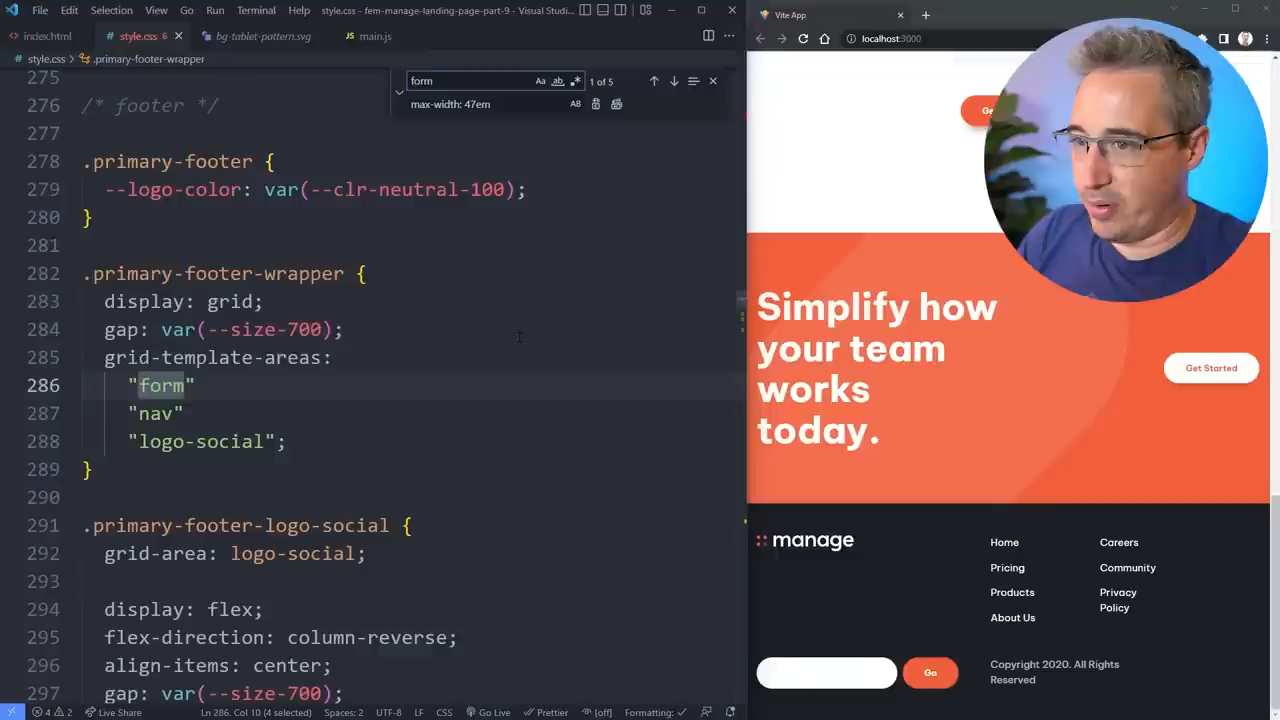 File Edit Selection View Go Run Terminal Help style.css - fem-manage-landing-page-part-9 - Visual Studi...
index.html style.css 6 bg-tablet-pattern.svg main.js
style.css > .primary-footer-wrapper
form Aa ab 1 of 5
max-width: 47em AB
275
276 /* footer */
277
278 .primary-footer {
279 --logo-color: var(--clr-neutral-100);
280 }
281
282 .primary-footer-wrapper {
283 display: grid;
284 gap: var(--size-700);
285 grid-template-areas:
286 "form"
287 "nav"
288 "logo-social";
289 }
290
291 .primary-footer-logo-social {
292 grid-area: logo-social;
293
294 display: flex;
295 flex-direction: column-reverse;
296 align-items: center;
297 gap: var(--size-700);
4 2 Live Share Ln 286, Col 10 (4 selected) Spaces: 2 UTF-8 LF CSS Go Live Prettier [off] Formatting:
Vite App
localhost:3000
Ge
Simplify how
your team
works
today.
Get Started
manage
Home
Pricing
Products
About Us
Careers
Community
Privacy
Policy
Go
Copyright 2020. All Rights
Reserved